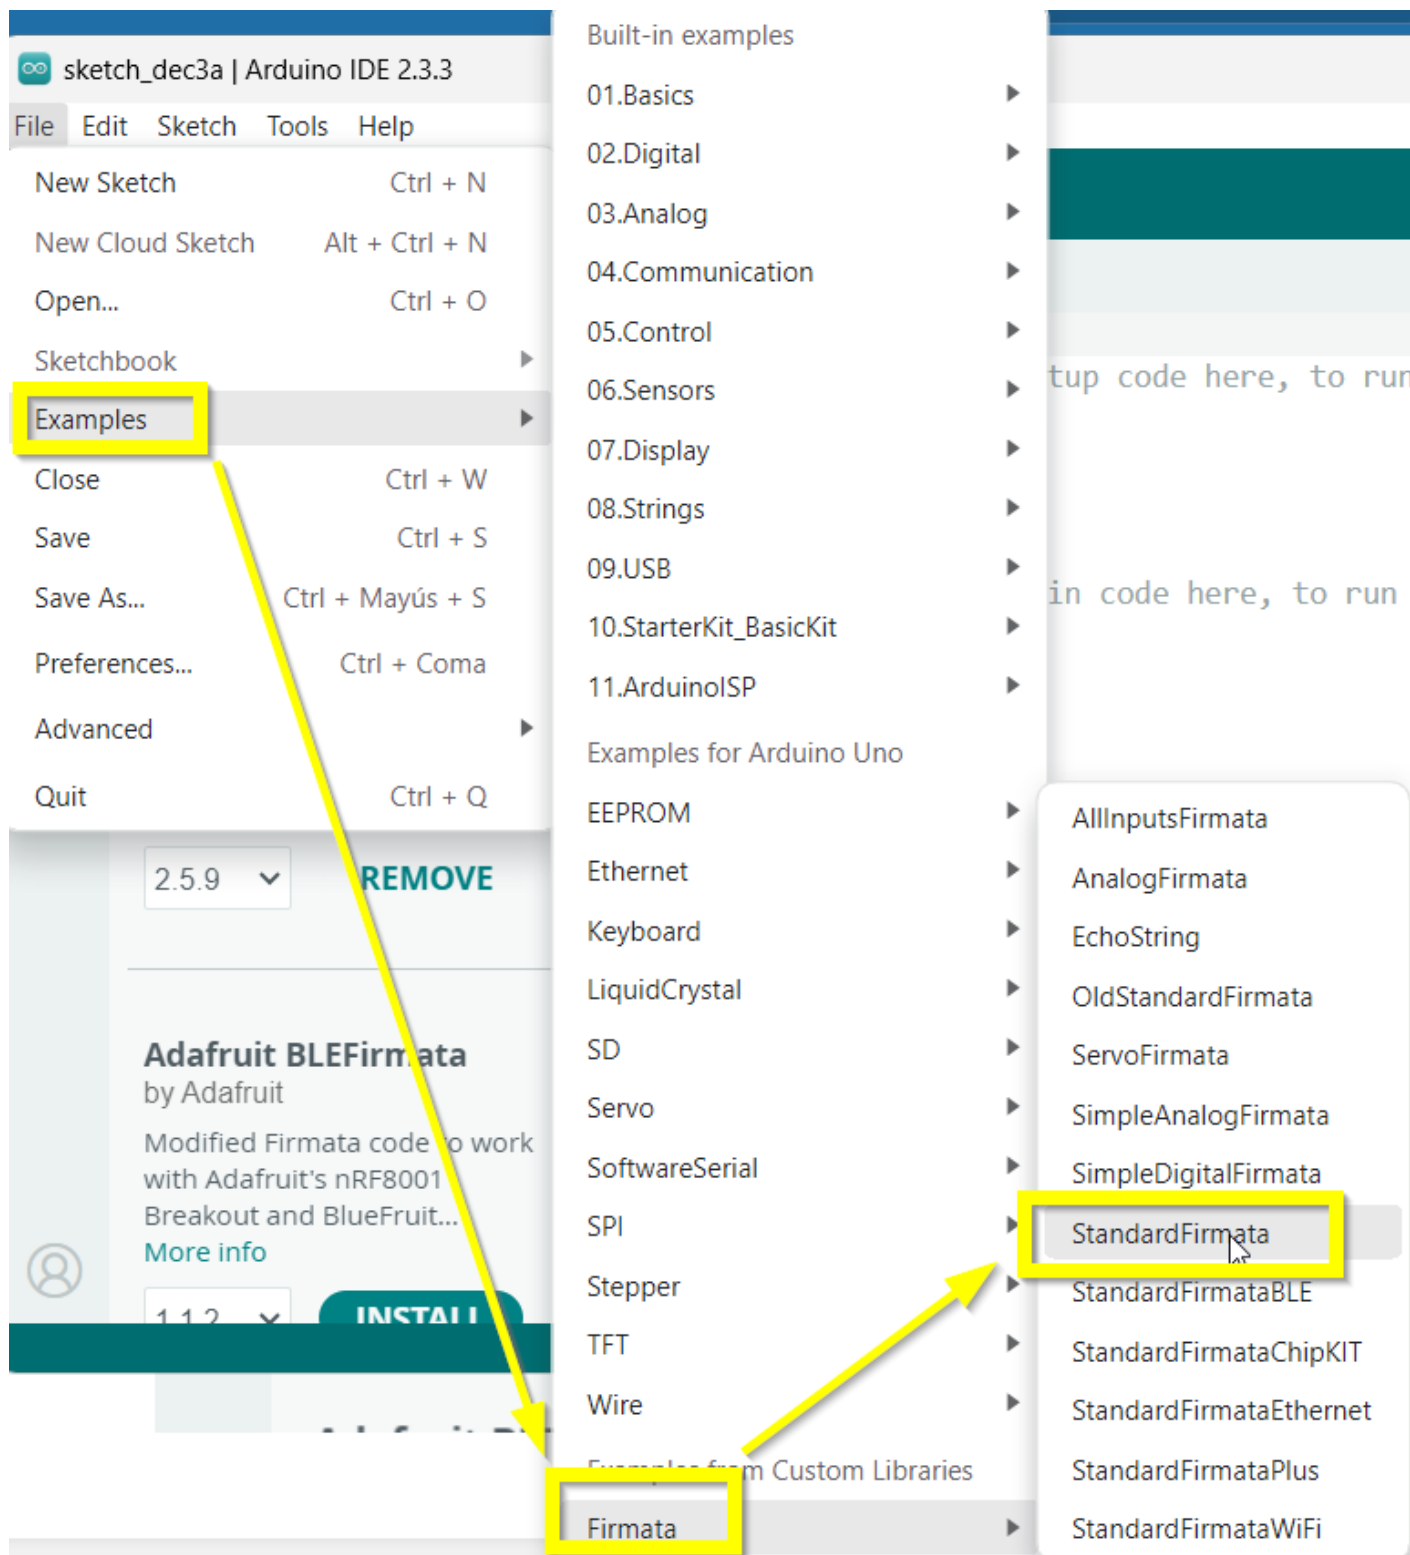 sketch_dec3a | Arduino IDE 2.3.3
File Edit Sketch Tools Help
New Sketch Ctrl + N
New Cloud Sketch Alt + Ctrl + N
Open... Ctrl + O
Sketchbook
Examples
Close Ctrl + W
Save Ctrl + S
Save As... Ctrl + Mayús + S
Preferences... Ctrl + Coma
Advanced
Quit Ctrl + Q
2.5.9 REMOVE
Adafruit BLEFirmata
by Adafruit
Modified Firmata code to work
with Adafruit's nRF8001
Breakout and BlueFruit...
More info
1.1.2 INSTALL
Built-in examples
01.Basics
02.Digital
03.Analog
04.Communication
05.Control
06.Sensors
07.Display
08.Strings
09.USB
10.StarterKit_BasicKit
11.ArduinoISP
Examples for Arduino Uno
EEPROM
Ethernet
Keyboard
LiquidCrystal
SD
Servo
SoftwareSerial
SPI
Stepper
TFT
Wire
Examples from Custom Libraries
Firmata
tup code here, to run
in code here, to run
AllInputsFirmata
AnalogFirmata
EchoString
OldStandardFirmata
ServoFirmata
SimpleAnalogFirmata
SimpleDigitalFirmata
StandardFirmata
StandardFirmataBLE
StandardFirmataChipKIT
StandardFirmataEthernet
StandardFirmataPlus
StandardFirmataWiFi